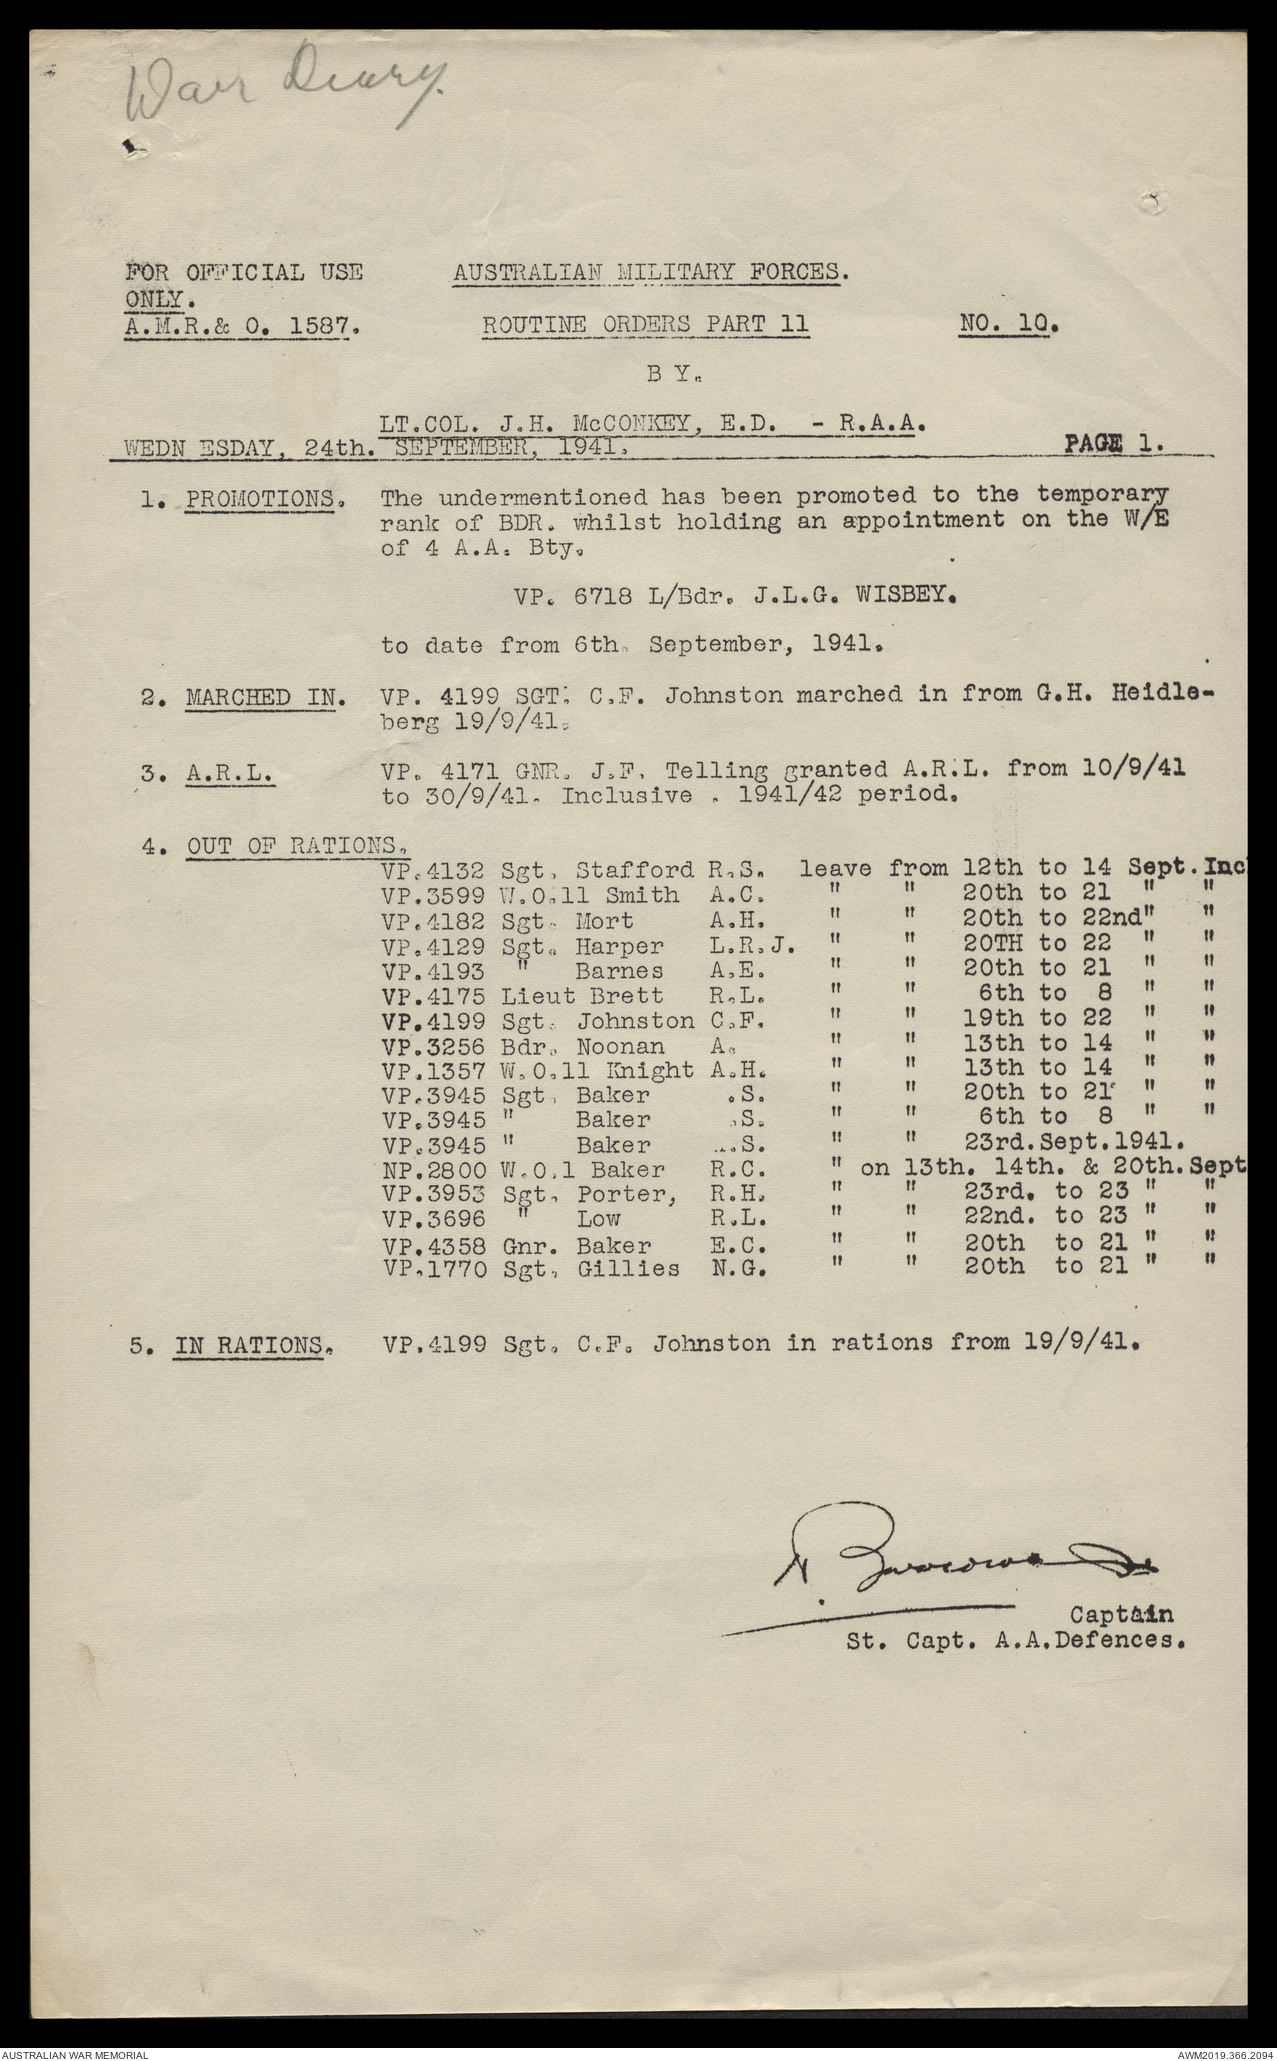 War Diary.
FOR OFFICIAL USE AUSTRALIAN MILITARY FORCES.
ONLY.
A.M.R.& O. 1587. ROUTINE ORDERS PART 11 NO. 10.
B Y.
LT.COL. J.H. McCONKEY, E.D. - R.A.A.
WEDN ESDAY, 24th. SEPTEMBER, 1941. PAGE 1.
1. PROMOTIONS. The undermentioned has been promoted to the temporary
rank of BDR. whilst holding an appointment on the W/E
of 4 A.A. Bty.
VP. 6718 L/Bdr. J.L.G. WISBEY.
to date from 6th. September, 1941.
2. MARCHED IN. VP. 4199 SGT. C.F. Johnston marched in from G.H. Heidle-
berg 19/9/41.
3. A.R.L. VP. 4171 GNR. J.F. Telling granted A.R.L. from 10/9/41
to 30/9/41. Inclusive . 1941/42 period.
4. OUT OF RATIONS.
VP.4132 Sgt. Stafford R.S. leave from 12th to 14 Sept.Incl
VP.3599 W.O.11 Smith A.C. " " 20th to 21 " "
VP.4182 Sgt. Mort A.H. " " 20th to 22nd" "
VP.4129 Sgt. Harper L.R.J. " " 20TH to 22 " "
VP.4193 " Barnes A.E. " " 20th to 21 " "
VP.4175 Lieut Brett R.L. " " 6th to 8 " "
VP.4199 Sgt. Johnston C.F. " " 19th to 22 " "
VP.3256 Bdr. Noonan A. " " 13th to 14 " "
VP.1357 W.O.11 Knight A.H. " " 13th to 14 " "
VP.3945 Sgt. Baker .S. " " 20th to 21 " "
VP.3945 " Baker .S. " " 6th to 8 " "
VP.3945 " Baker .S. " " 23rd.Sept.1941.
NP.2800 W.O.1 Baker R.C. " on 13th. 14th. & 20th.Sept
VP.3953 Sgt. Porter, R.H. " " 23rd. to 23 " "
VP.3696 " Low R.L. " " 22nd. to 23 " "
VP.4358 Gnr. Baker E.C. " " 20th to 21 " "
VP.1770 Sgt. Gillies N.G. " " 20th to 21 " "
5. IN RATIONS. VP.4199 Sgt. C.F. Johnston in rations from 19/9/41.
Captain
St. Capt. A.A.Defences.
AUSTRALIAN WAR MEMORIAL AWM2019.366.2094